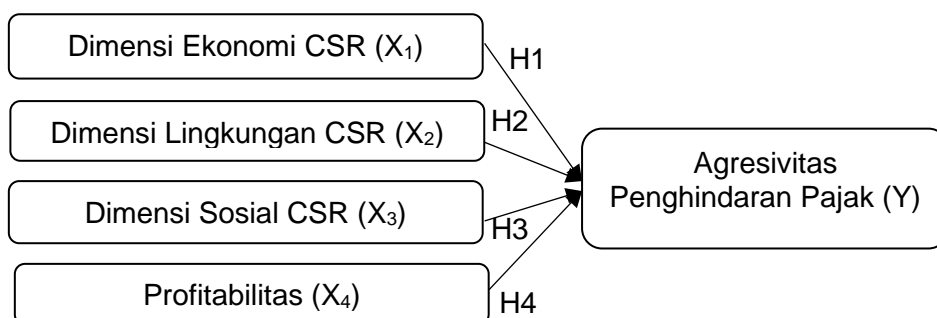 Dimensi Ekonomi CSR (X₁)
H1
Dimensi Lingkungan CSR (X₂)
H2
Agresivitas
Penghindaran Pajak (Y)
Dimensi Sosial CSR (X₃)
H3
Profitabilitas (X₄)
H4